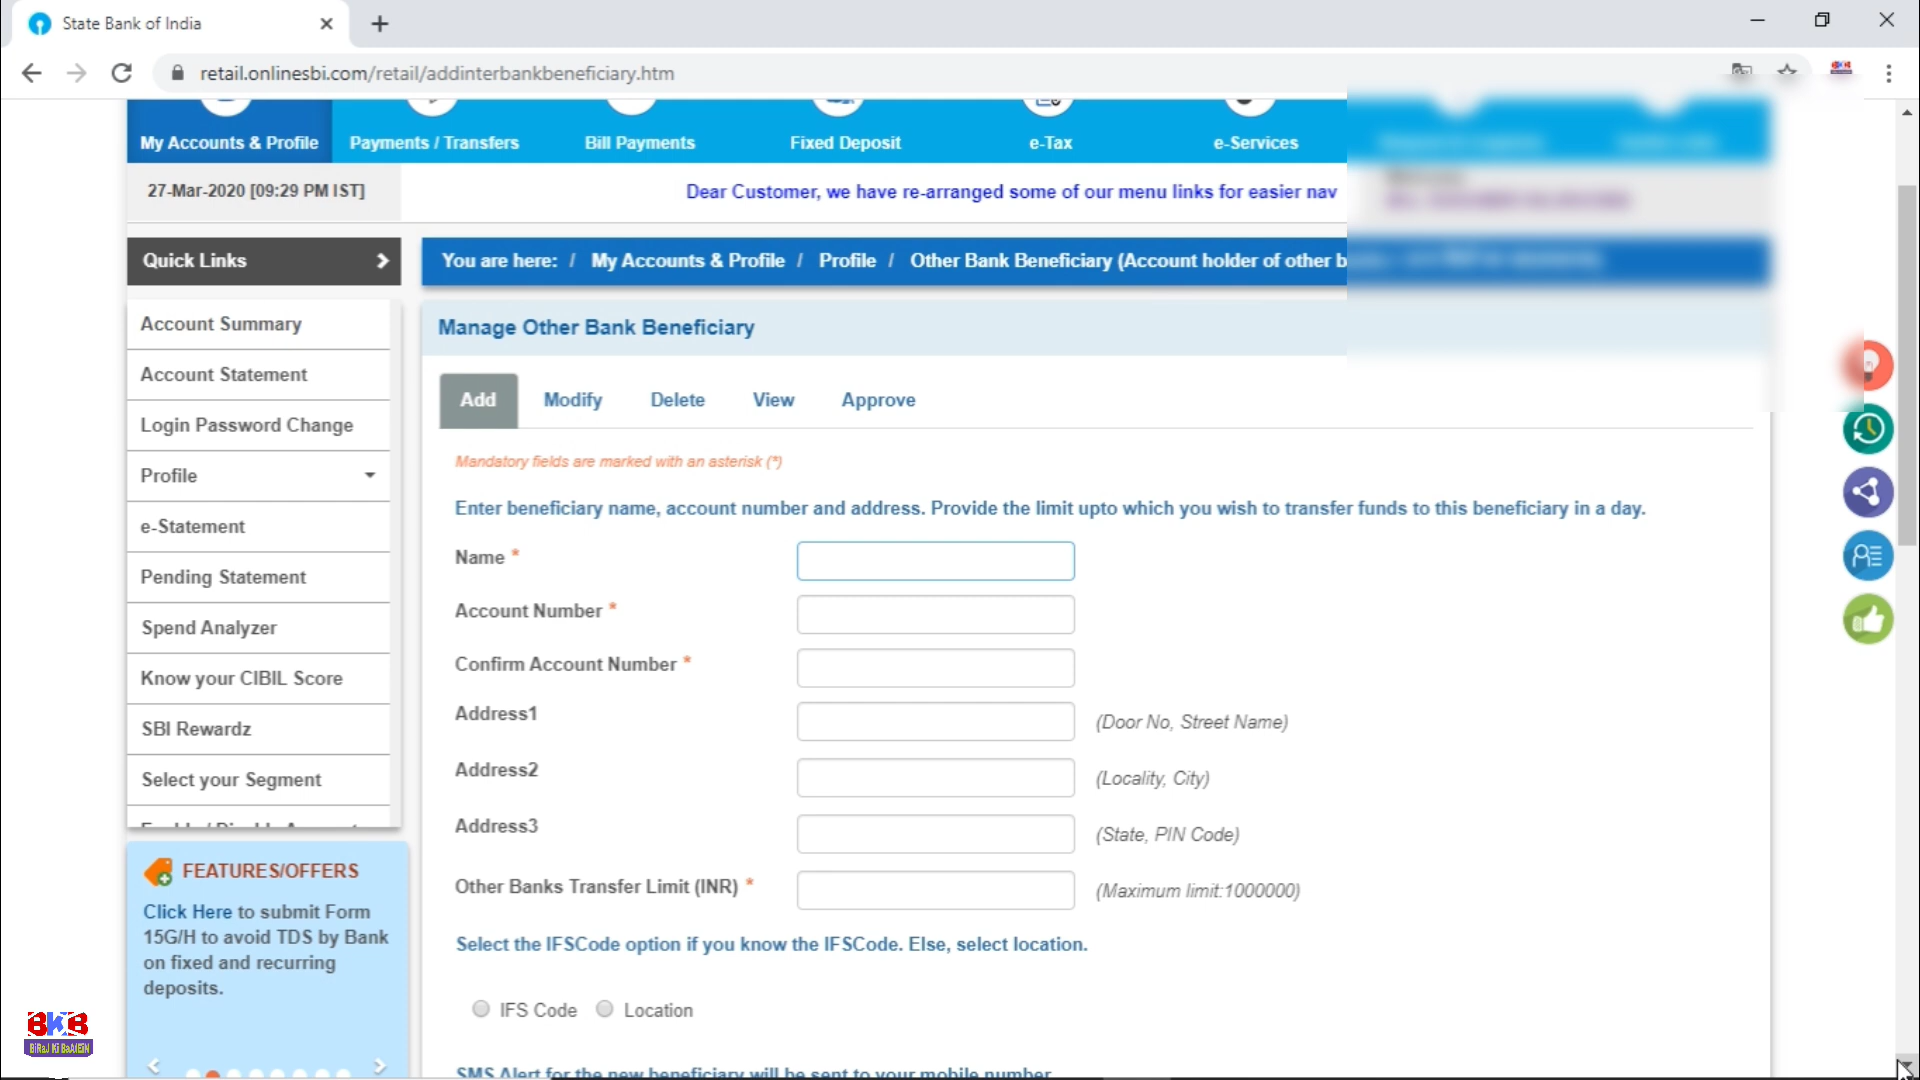 State Bank of India
retail.onlinesbi.com/retail/addinterbankbeneficiary.htm
My Accounts & Profile
Payments / Transfers
Bill Payments
Fixed Deposit
e-Tax
e-Services
27-Mar-2020 [09:29 PM IST]
Dear Customer, we have re-arranged some of our menu links for easier nav
Quick Links
You are here: / My Accounts & Profile / Profile / Other Bank Beneficiary (Account holder of other b
Account Summary
Account Statement
Login Password Change
Profile
e-Statement
Pending Statement
Spend Analyzer
Know your CIBIL Score
SBI Rewardz
Select your Segment
Manage Other Bank Beneficiary
Add Modify Delete View Approve
Mandatory fields are marked with an asterisk (*)
Enter beneficiary name, account number and address. Provide the limit upto which you wish to transfer funds to this beneficiary in a day.
Name *
Account Number *
Confirm Account Number *
Address1 (Door No, Street Name)
Address2 (Locality, City)
Address3 (State, PIN Code)
Other Banks Transfer Limit (INR) * (Maximum limit:1000000)
Select the IFSCode option if you know the IFSCode. Else, select location.
IFS Code Location
SMS Alert for the new beneficiary will be sent to your mobile number
FEATURES/OFFERS
Click Here to submit Form
15G/H to avoid TDS by Bank
on fixed and recurring
deposits.
BKB
BiRaJ Ki BaAtEiN